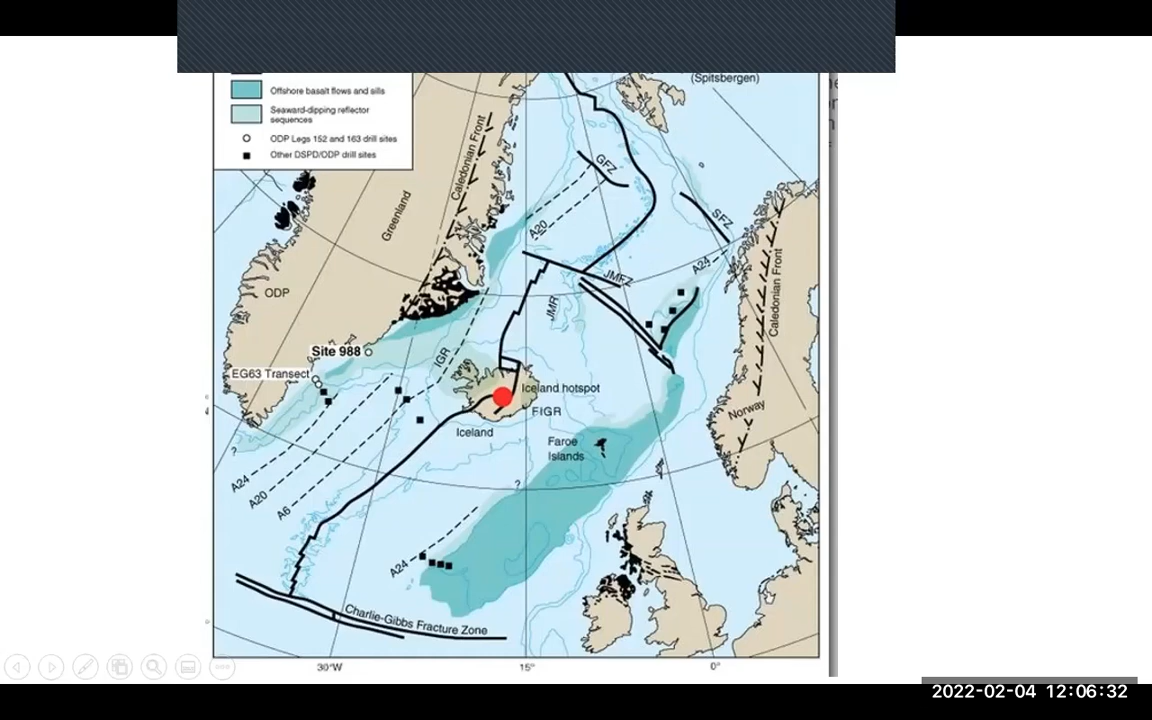 (Spitsbergen)
Offshore basalt flows and sills
Seaward-dipping reflector
sequences
ODP Legs 152 and 163 drill sites
Other DSPD/ODP drill sites
Caledonian Front
GFZ
Greenland
SFZ
A20
A24
JMFZ
ODP
JMR
Caledonian Front
Site 988
IGR
EG63 Transect
Iceland hotspot
FIGR
Norway
Iceland
Faroe
Islands
?
A24
?
A20
A6
A24
Charlie-Gibbs Fracture Zone
30°W
15°
0°
2022-02-04 12:06:32